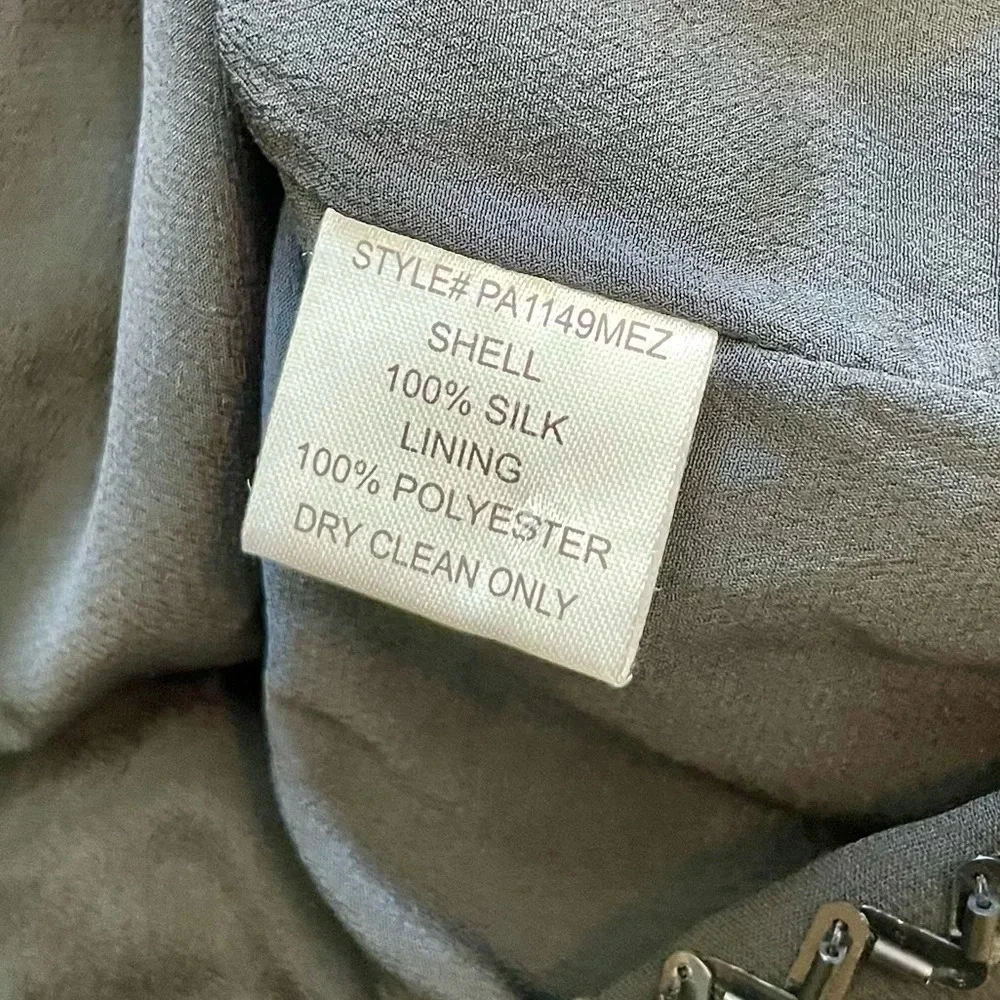 STYLE# PA1149MEZ
SHELL
100% SILK
LINING
100% POLYESTER
DRY CLEAN ONLY